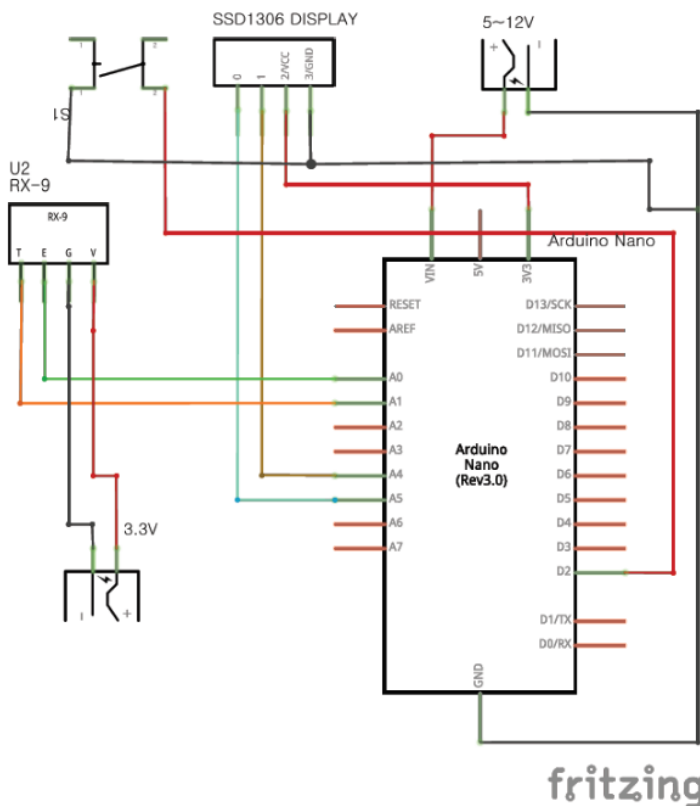 SSD1306 DISPLAY
5~12V
1
2
1
2
S1
0
1
2/VCC
3/GND
+
−
U2
RX-9
RX-9
T
E
G
V
VIN
5V
3V3
Arduino Nano
RESET
D13/SCK
AREF
D12/MISO
D11/MOSI
A0
D10
A1
D9
A2
D8
A3
D7
Arduino
Nano
(Rev3.0)
A4
D6
A5
D5
A6
D4
A7
D3
D2
3.3V
−
+
D1/TX
D0/RX
GND
fritzing